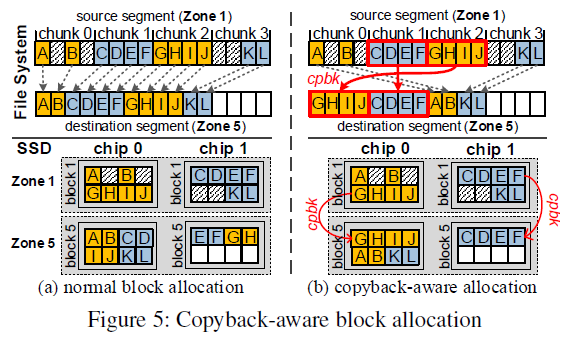 source segment (Zone 1)
chunk 0 chunk 1 chunk 2 chunk 3
A B C D E F G H I J K L
A B C D E F G H I J K L
destination segment (Zone 5)
File System
source segment (Zone 1)
chunk 0 chunk 1 chunk 2 chunk 3
A B C D E F G H I J K L
cpbk
G H I J C D E F A B K L
destination segment (Zone 5)
SSD
chip 0 chip 1
Zone 1
block 1
A B
G H I J
block 1
C D E F
K L
Zone 5
block 5
A B C D
I J K L
block 5
E F G H
chip 0 chip 1
block 1
A B
G H I J
block 1
C D E F
K L
cpbk
cpbk
block 5
G H I J
A B K L
block 5
C D E F
(a) normal block allocation
(b) copyback-aware allocation
Figure 5: Copyback-aware block allocation